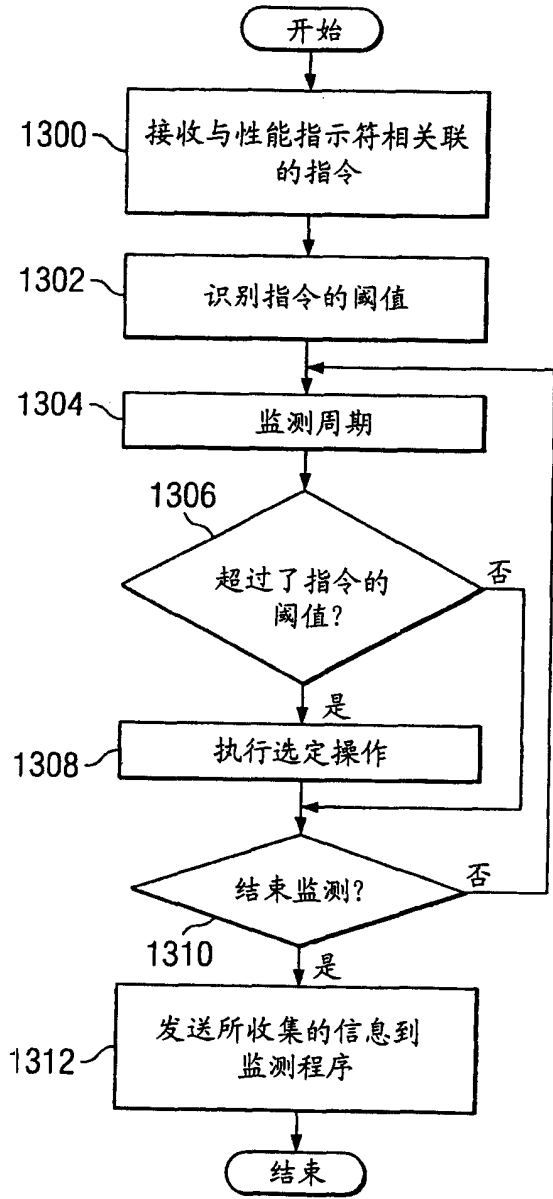 开始
1300
接收与性能指示符相关联
的指令
1302
识别指令的阈值
1304
监测周期
1306
超过了指令的
阈值?
否
是
1308
执行选定操作
结束监测?
否
1310
是
1312
发送所收集的信息到
监测程序
结束